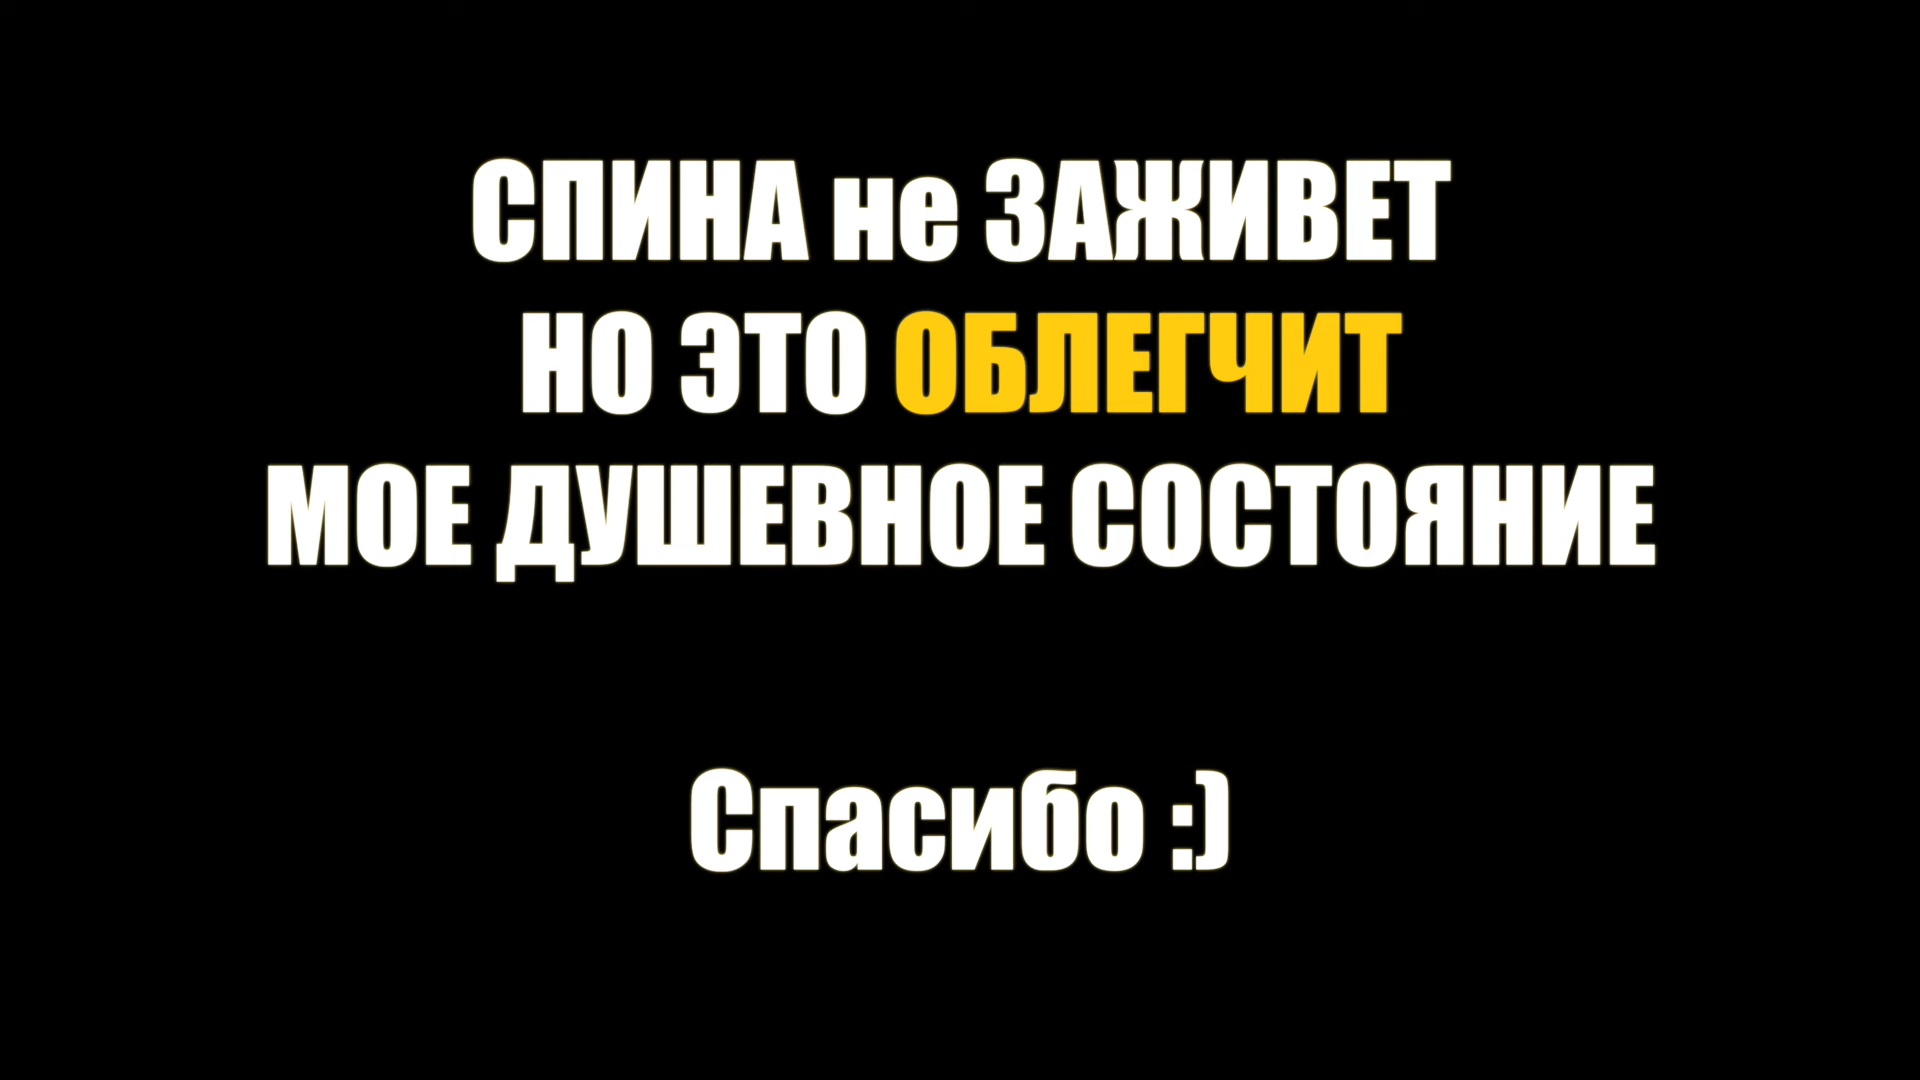 СПИНА не ЗАЖИВЕТ
НО ЭТО ОБЛЕГЧИТ
МОЕ ДУШЕВНОЕ СОСТОЯНИЕ
Спасибо :)